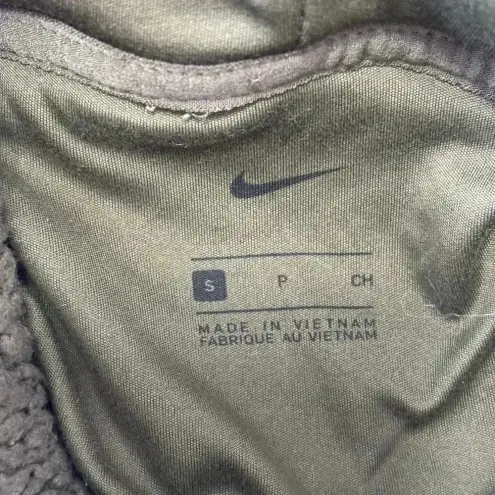 S P CH
MADE IN VIETNAM
FABRIQUE AU VIETNAM